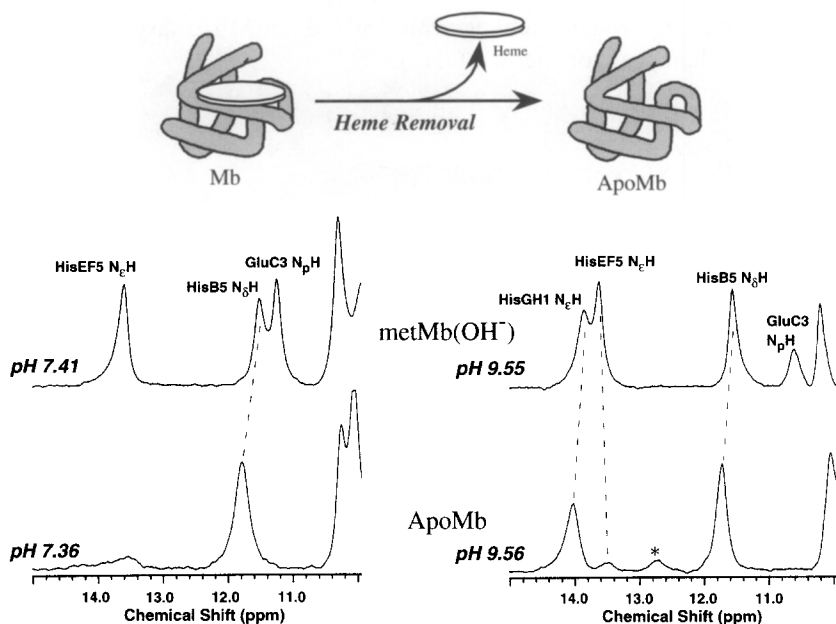 Heme
Heme Removal
Mb
ApoMb
HisEF5 NεH
HisB5 NδH
GluC3 NpH
pH 7.41
metMb(OH⁻)
HisGH1 NεH
HisEF5 NεH
HisB5 NδH
GluC3
NpH
pH 9.55
pH 7.36
ApoMb
*
pH 9.56
14.0 13.0 12.0 11.0
Chemical Shift (ppm)
14.0 13.0 12.0 11.0
Chemical Shift (ppm)